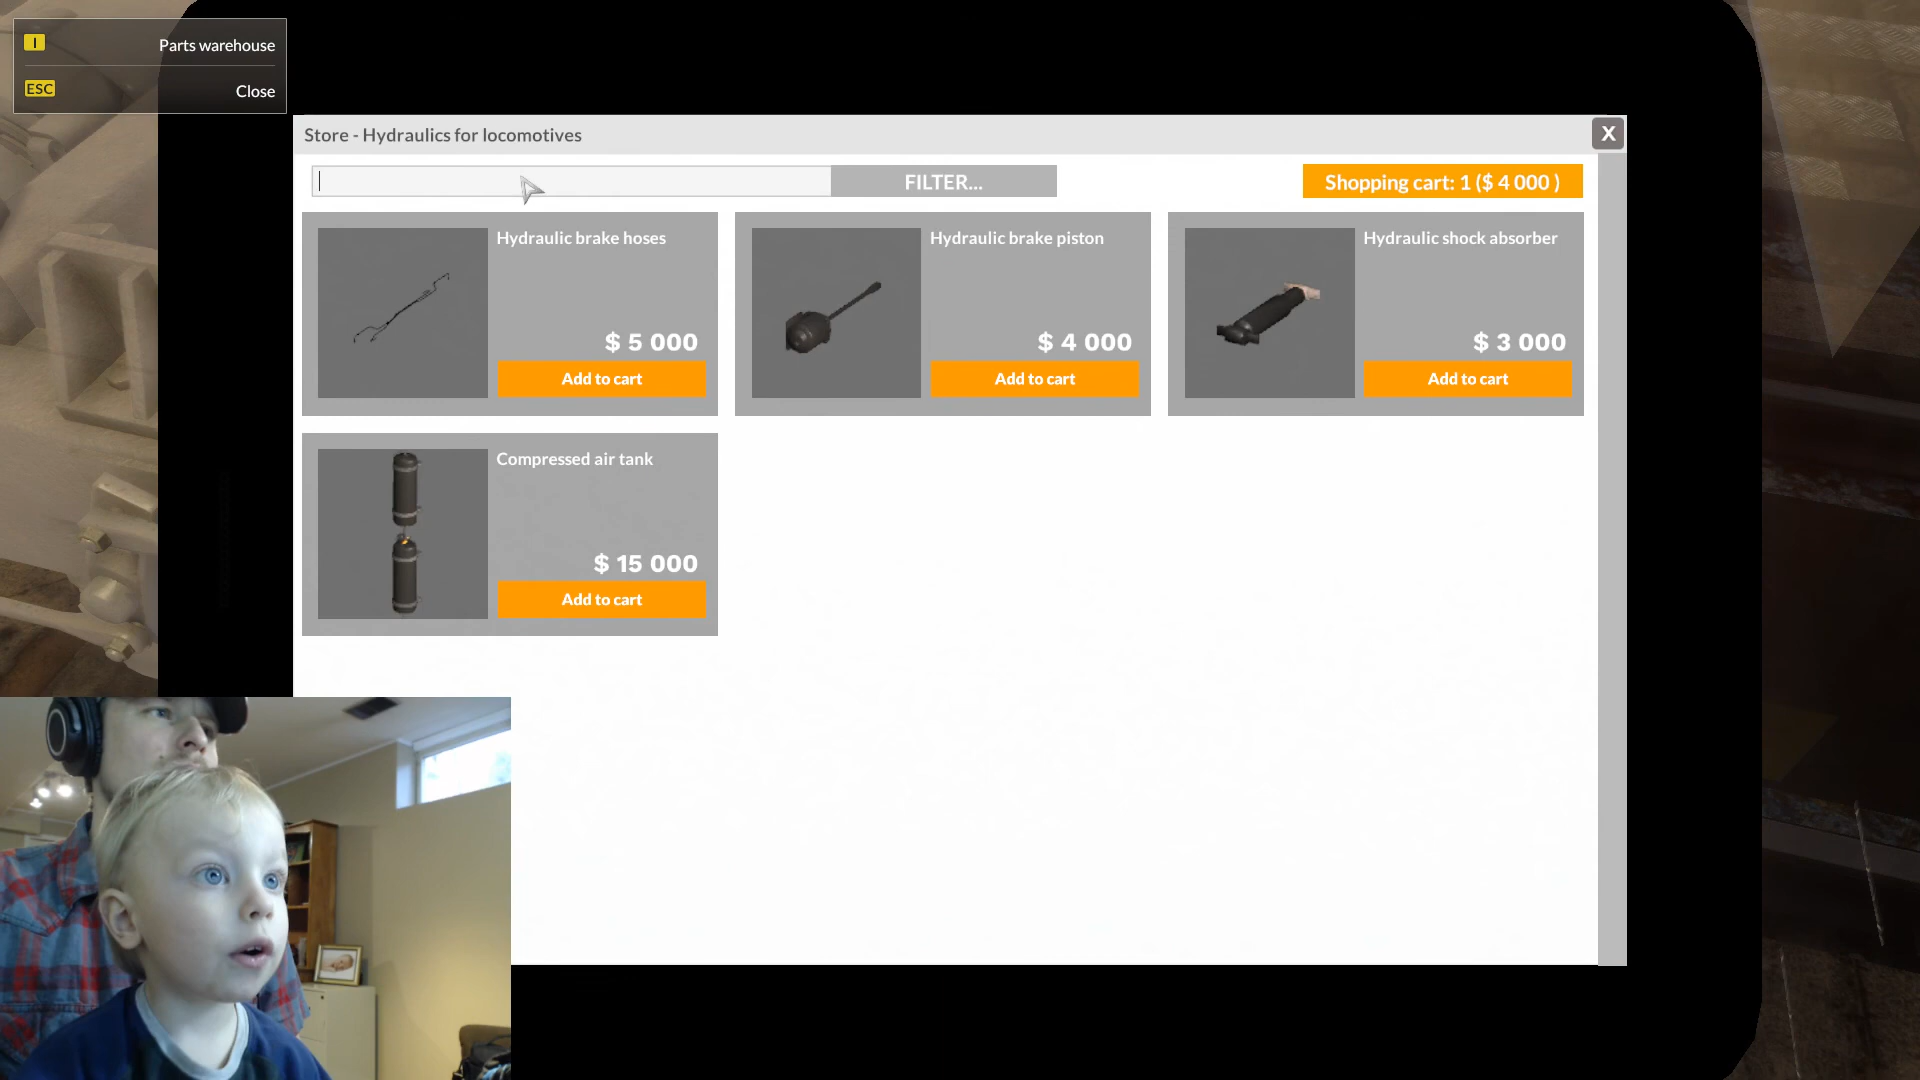 I Parts warehouse
ESC Close
Store - Hydraulics for locomotives
X
FILTER...
Shopping cart: 1 ($ 4 000 )
Hydraulic brake hoses
$ 5 000
Add to cart
Hydraulic brake piston
$ 4 000
Add to cart
Hydraulic shock absorber
$ 3 000
Add to cart
Compressed air tank
$ 15 000
Add to cart